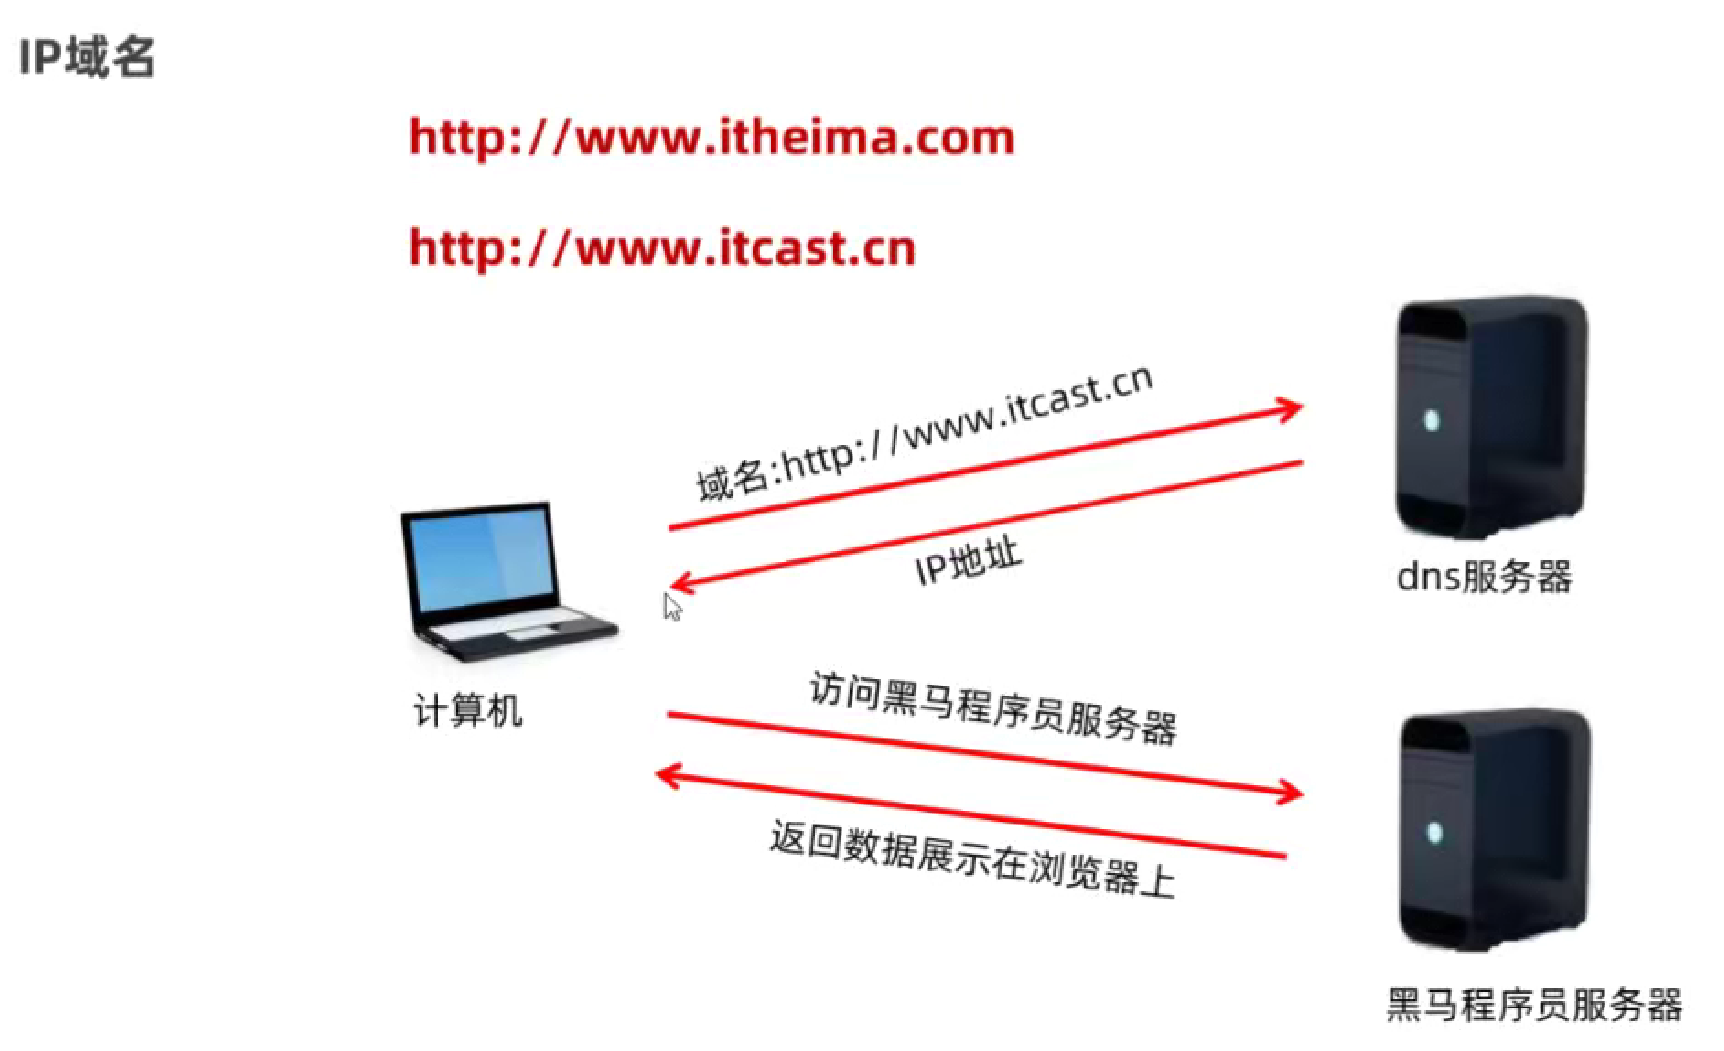 IP域名
http://www.itheima.com
http://www.itcast.cn
域名:http://www.itcast.cn
IP地址
dns服务器
计算机
访问黑马程序员服务器
返回数据展示在浏览器上
黑马程序员服务器